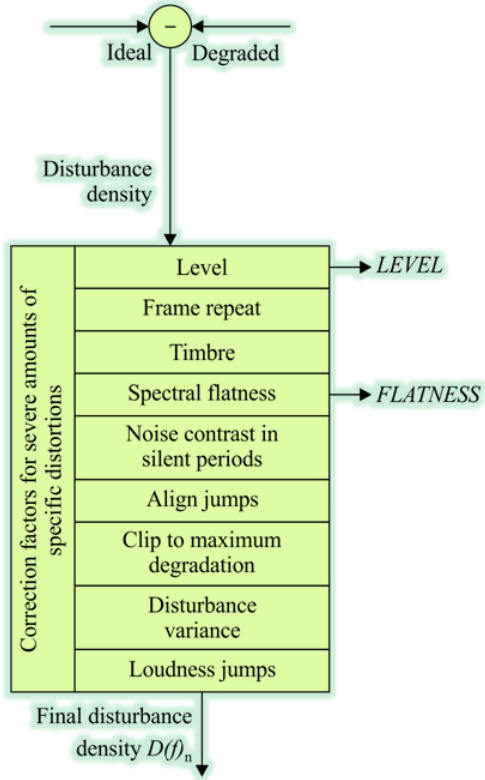 −
Ideal
Degraded
Disturbance
density
Correction factors for severe amounts of
specific distortions
Level
LEVEL
Frame repeat
Timbre
Spectral flatness
FLATNESS
Noise contrast in
silent periods
Align jumps
Clip to maximum
degradation
Disturbance
variance
Loudness jumps
Final disturbance
density D(f)n